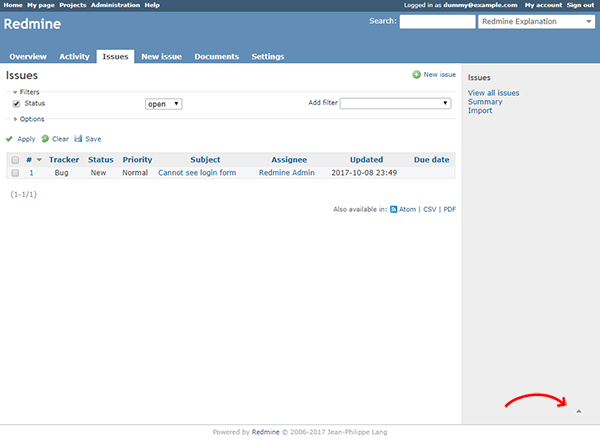 Home My page Projects Administration Help Logged in as dummy@example.com My account Sign out
Redmine Search: Redmine Explanation
Overview Activity Issues New issue Documents Settings
Issues New issue
Filters
Status open Add filter
Options
Apply Clear Save
# Tracker Status Priority Subject Assignee Updated Due date
1 Bug New Normal Cannot see login form Redmine Admin 2017-10-08 23:49
(1-1/1)
Also available in: Atom | CSV | PDF
Issues
View all issues
Summary
Import
Powered by Redmine © 2006-2017 Jean-Philippe Lang